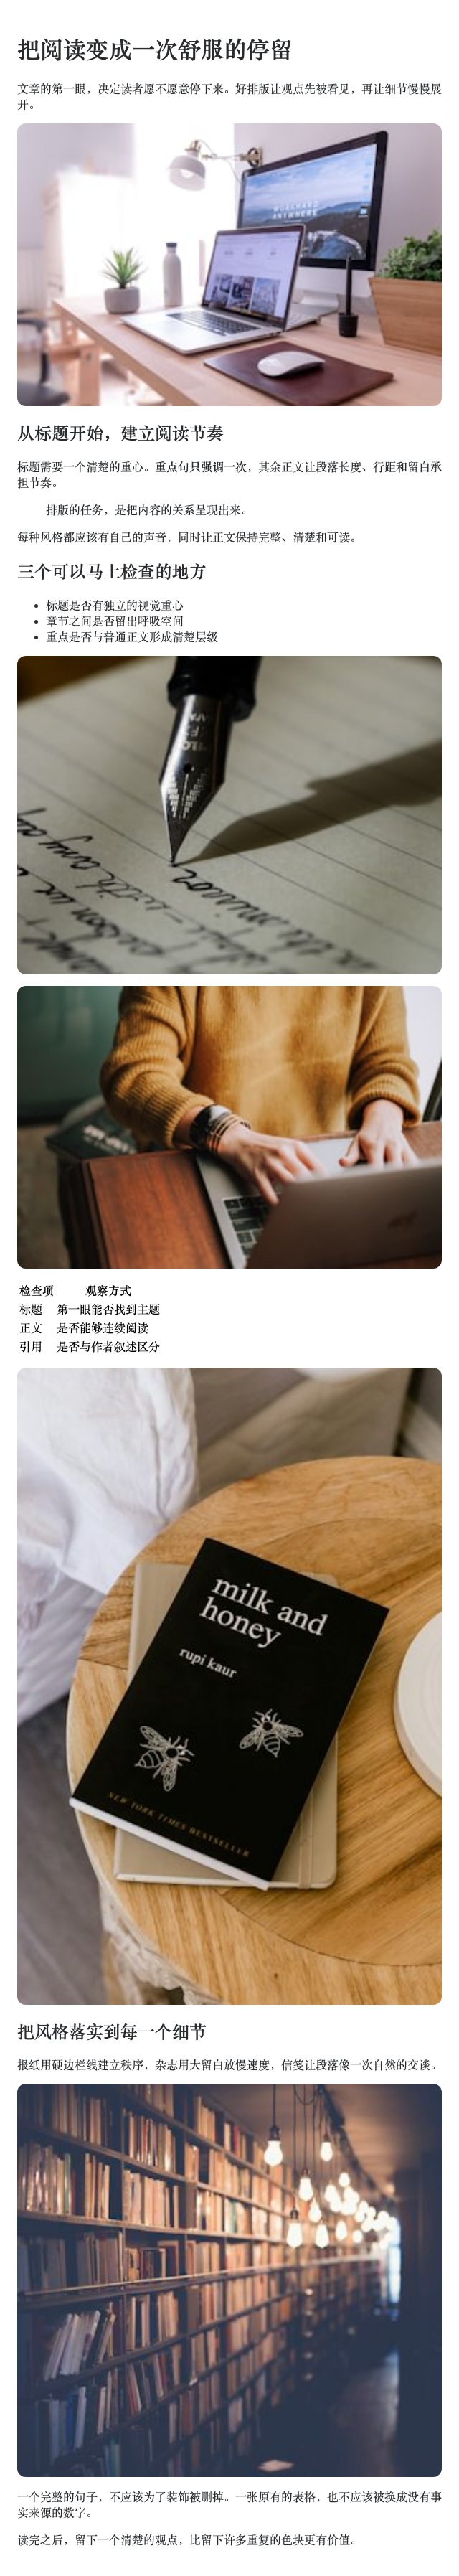 把阅读变成一次舒服的停留
文章的第一眼，决定读者愿不愿意停下来。好排版让观点先被看见，再让细节慢慢展
开。
WORK HARD
ANYWHERE
从标题开始，建立阅读节奏
标题需要一个清楚的重心。重点句只强调一次，其余正文让段落长度、行距和留白承
担节奏。
排版的任务，是把内容的关系呈现出来。
每种风格都应该有自己的声音，同时让正文保持完整、清楚和可读。
三个可以马上检查的地方
标题是否有独立的视觉重心
章节之间是否留出呼吸空间
重点是否与普通正文形成清楚层级
检查项 观察方式
标题 第一眼能否找到主题
正文 是否能够连续阅读
引用 是否与作者叙述区分
milk and
honey
rupi kaur
NEW YORK TIMES BESTSELLER
把风格落实到每一个细节
报纸用硬边栏线建立秩序，杂志用大留白放慢速度，信笺让段落像一次自然的交谈。
一个完整的句子，不应该为了装饰被删掉。一张原有的表格，也不应该被换成没有事
实来源的数字。
读完之后，留下一个清楚的观点，比留下许多重复的色块更有价值。